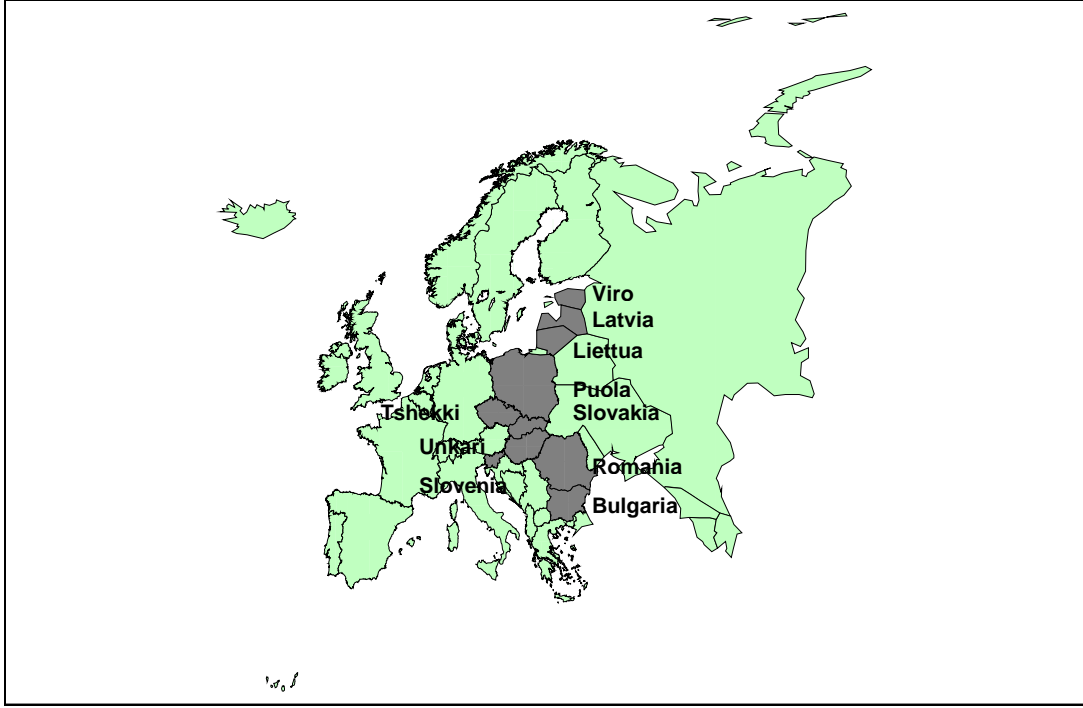 Viro
Latvia
Liettua
Puola
Tshekki
Slovakia
Unkari
Romania
Slovenia
Bulgaria